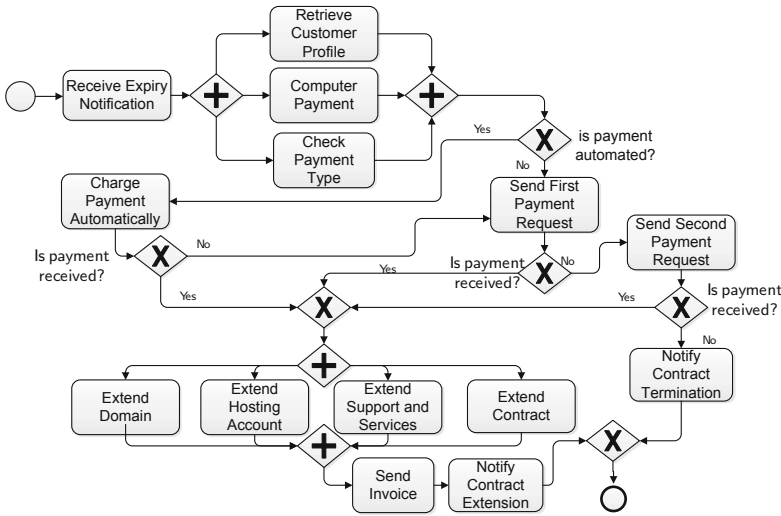 Retrieve
Customer
Profile
Receive Expiry
Notification
Computer
Payment
Check
Payment
Type
is payment
automated?
Yes
No
Charge
Payment
Automatically
Send First
Payment
Request
Send Second
Payment
Request
Is payment
received?
No
Yes
Is payment
received?
Yes
No
Is payment
received?
Yes
No
Notify
Contract
Termination
Extend
Domain
Extend
Hosting
Account
Extend
Support and
Services
Extend
Contract
Send
Invoice
Notify
Contract
Extension